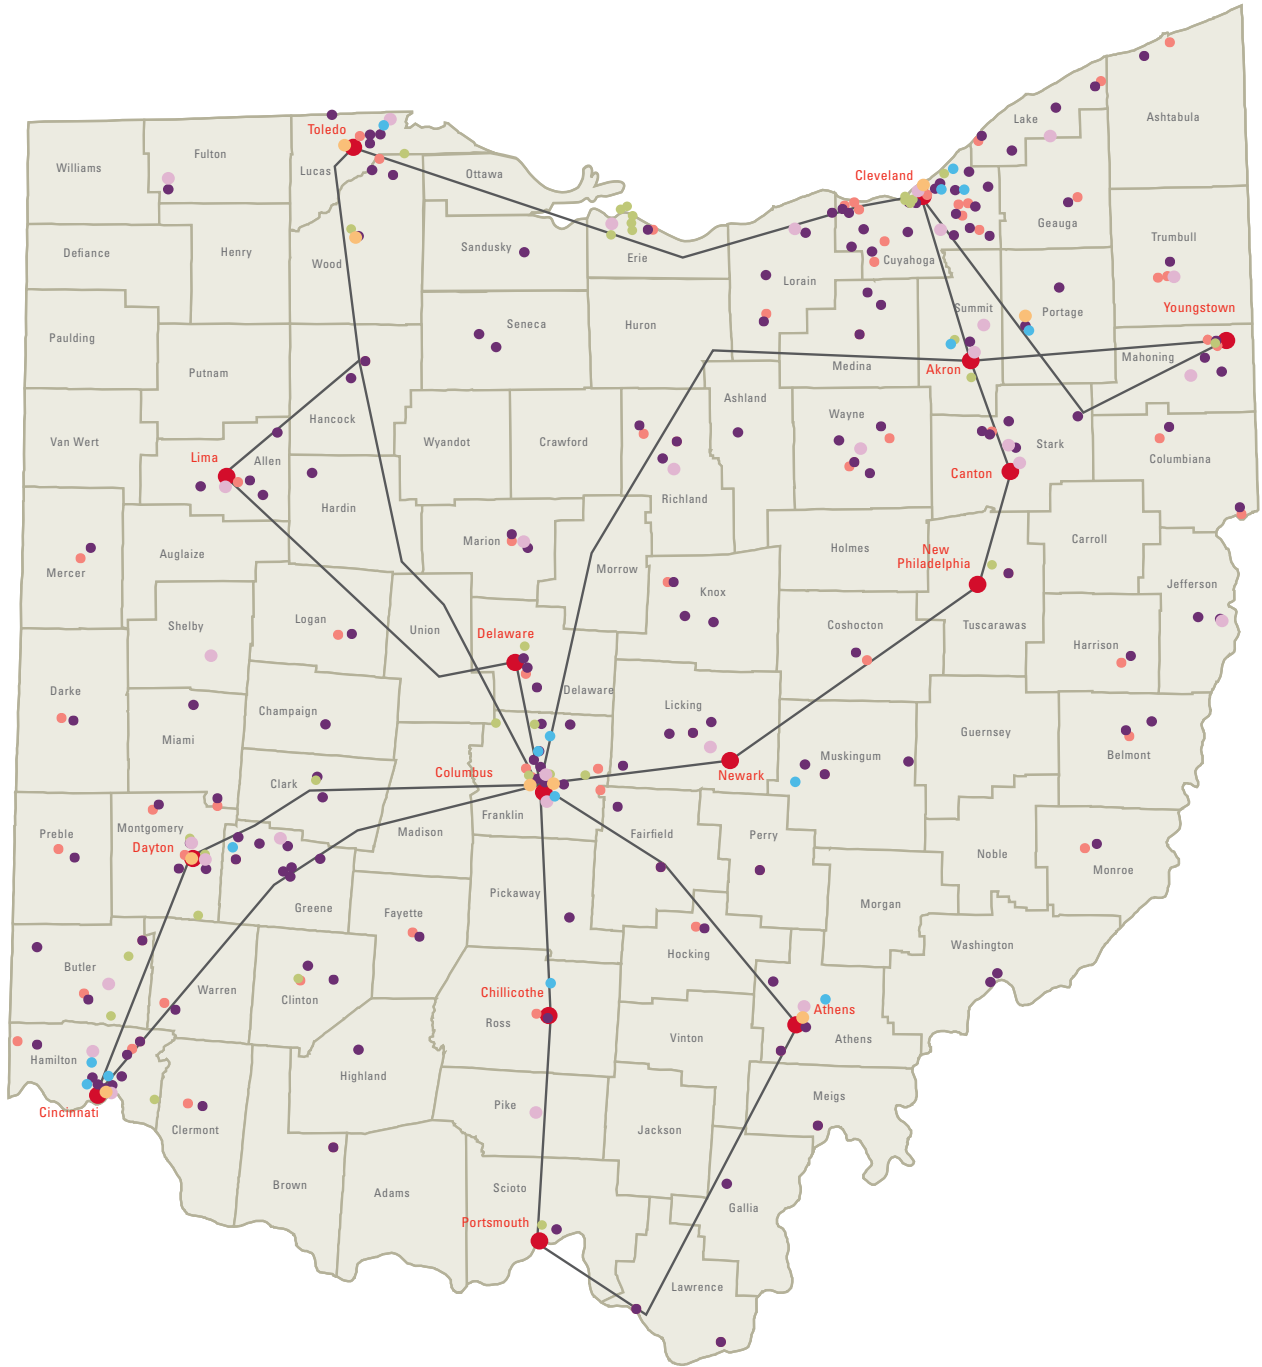 Lake
Ashtabula
Toledo
Fulton
Williams
Lucas
Ottawa
Cleveland
Geauga
Trumbull
Defiance
Henry
Wood
Sandusky
Erie
Cuyahoga
Lorain
Summit
Portage
Youngstown
Paulding
Seneca
Huron
Mahoning
Putnam
Medina
Akron
Ashland
Hancock
Wayne
Van Wert
Wyandot
Crawford
Stark
Lima
Allen
Columbiana
Canton
Richland
Hardin
Marion
Holmes
Carroll
Auglaize
New
Philadelphia
Mercer
Morrow
Knox
Jefferson
Logan
Shelby
Union
Delaware
Coshocton
Tuscarawas
Harrison
Darke
Delaware
Licking
Champaign
Miami
Guernsey
Muskingum
Belmont
Columbus
Newark
Clark
Franklin
Montgomery
Preble
Madison
Fairfield
Perry
Dayton
Noble
Monroe
Pickaway
Greene
Fayette
Morgan
Washington
Butler
Hocking
Warren
Clinton
Chillicothe
Ross
Athens
Vinton
Athens
Hamilton
Highland
Meigs
Pike
Cincinnati
Clermont
Jackson
Brown
Adams
Scioto
Gallia
Portsmouth
Lawrence